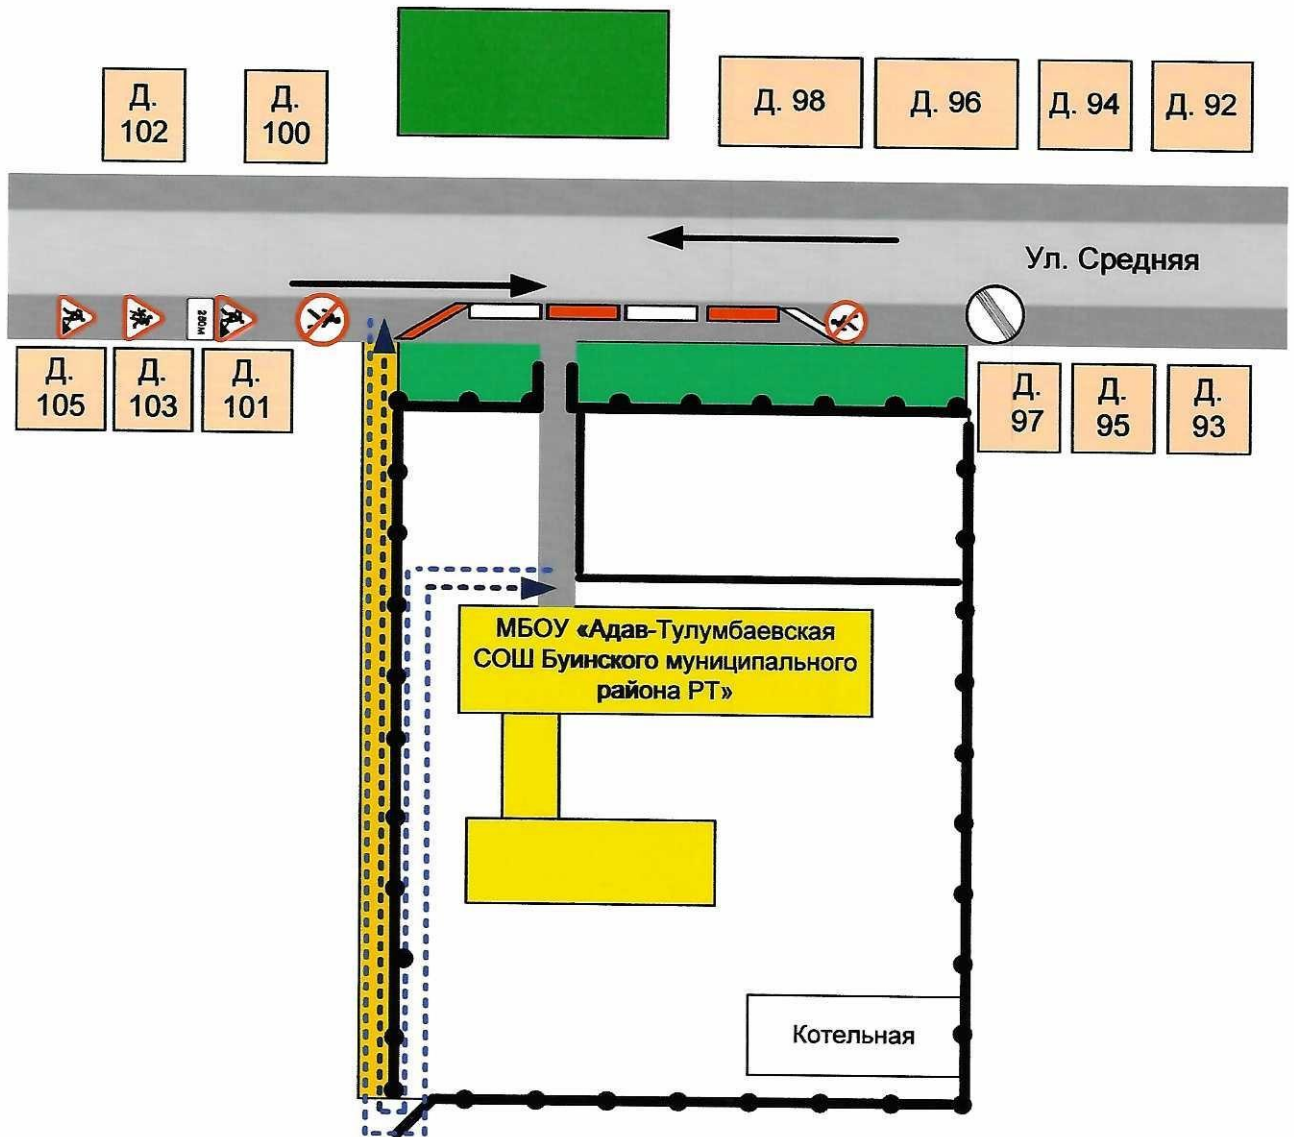 Д. 102
Д. 100
Д. 98
Д. 96
Д. 94
Д. 92
Ул. Средняя
250м
Д. 105
Д. 103
Д. 101
Д. 97
Д. 95
Д. 93
МБОУ «Адав-Тулумбаевская
СОШ Буинского муниципального
района РТ»
Котельная